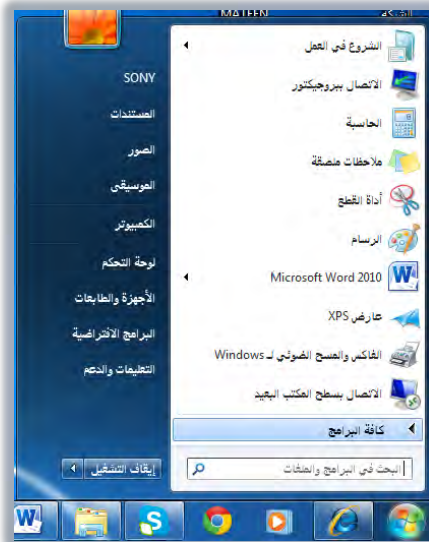 MATEEN
الشركة
الشروع في العمل
الاتصال ببروجيكتور
الحاسبة
ملاحظات ملصقة
أداة القطع
الرسام
Microsoft Word 2010
عارض XPS
الفاكس والمسح الضوئي لـ Windows
الاتصال بسطح المكتب البعيد
كافة البرامج
البحث في البرامج والملفات
SONY
المستندات
الصور
الموسيقى
الكمبيوتر
لوحة التحكم
الأجهزة والطابعات
البرامج الافتراضية
التعليمات والدعم
إيقاف التشغيل